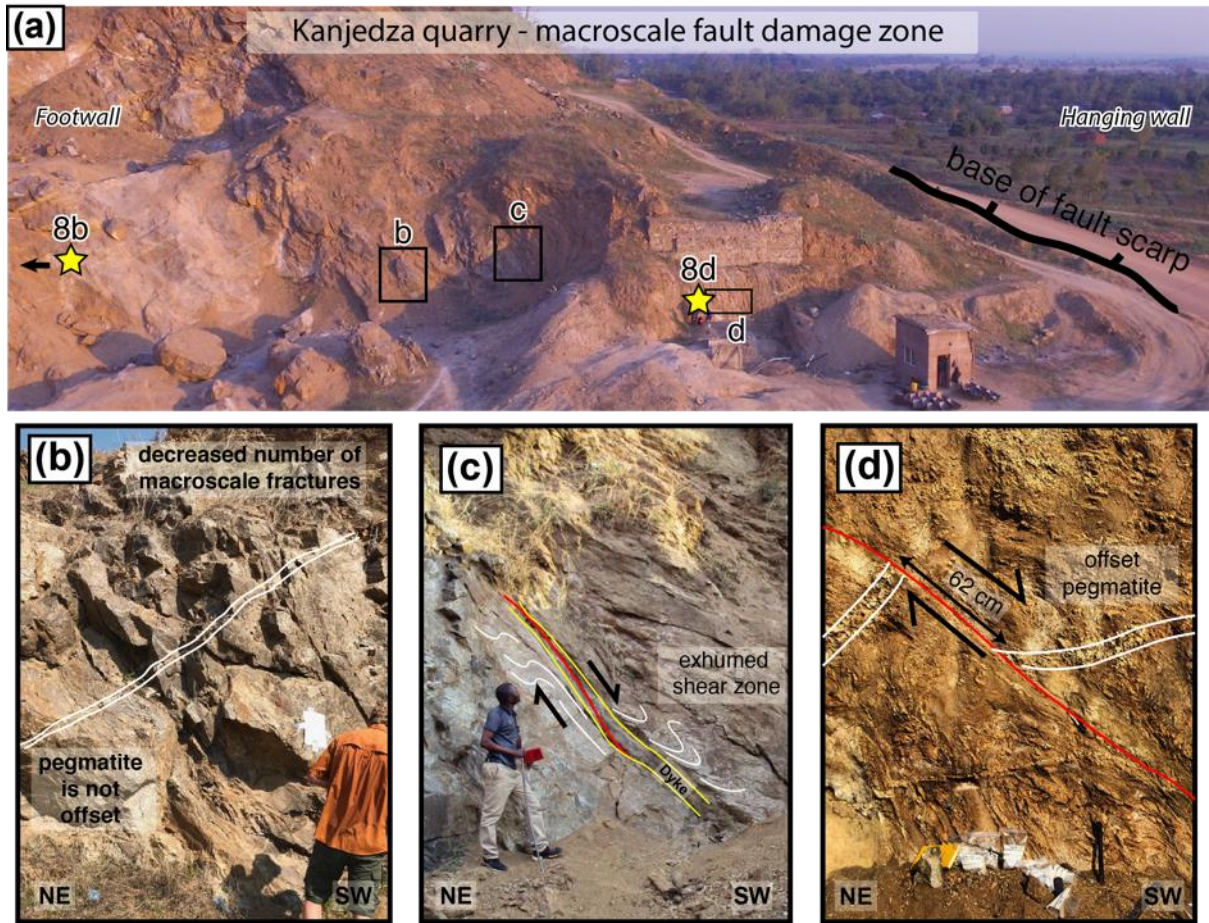 (a)
Kanjedza quarry - macroscale fault damage zone
Footwall
Hanging wall
base of fault scarp
8b
b
c
8d
d
(b)
decreased number of
macroscale fractures
pegmatite
is not
offset
NE
SW
(c)
exhumed
shear zone
Dyke
NE
SW
(d)
62 cm
offset
pegmatite
NE
SW